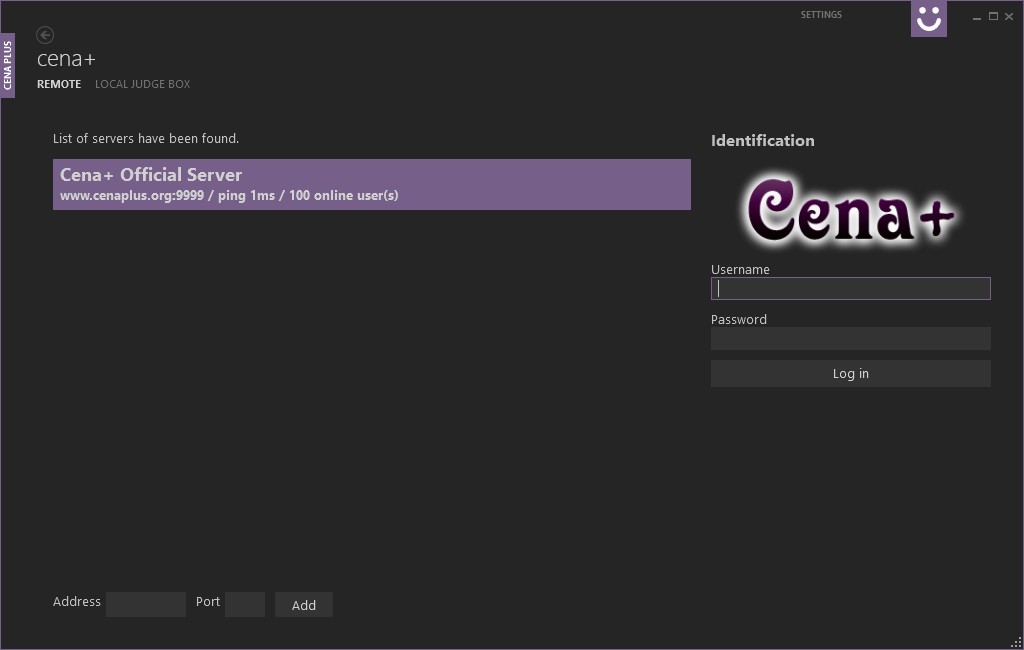 SETTINGS
CENA PLUS
cena+
REMOTE LOCAL JUDGE BOX
List of servers have been found.
Cena+ Official Server
www.cenaplus.org:9999 / ping 1ms / 100 online user(s)
Identification
Cena+
Username
Password
Log in
Address Port Add